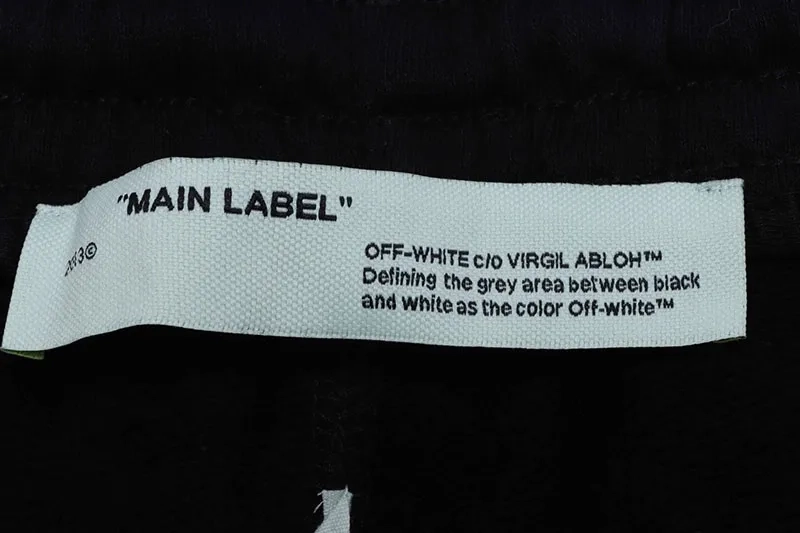 "MAIN LABEL"
OFF-WHITE c/o VIRGIL ABLOH™
Defining the grey area between black
and white as the color Off-white™